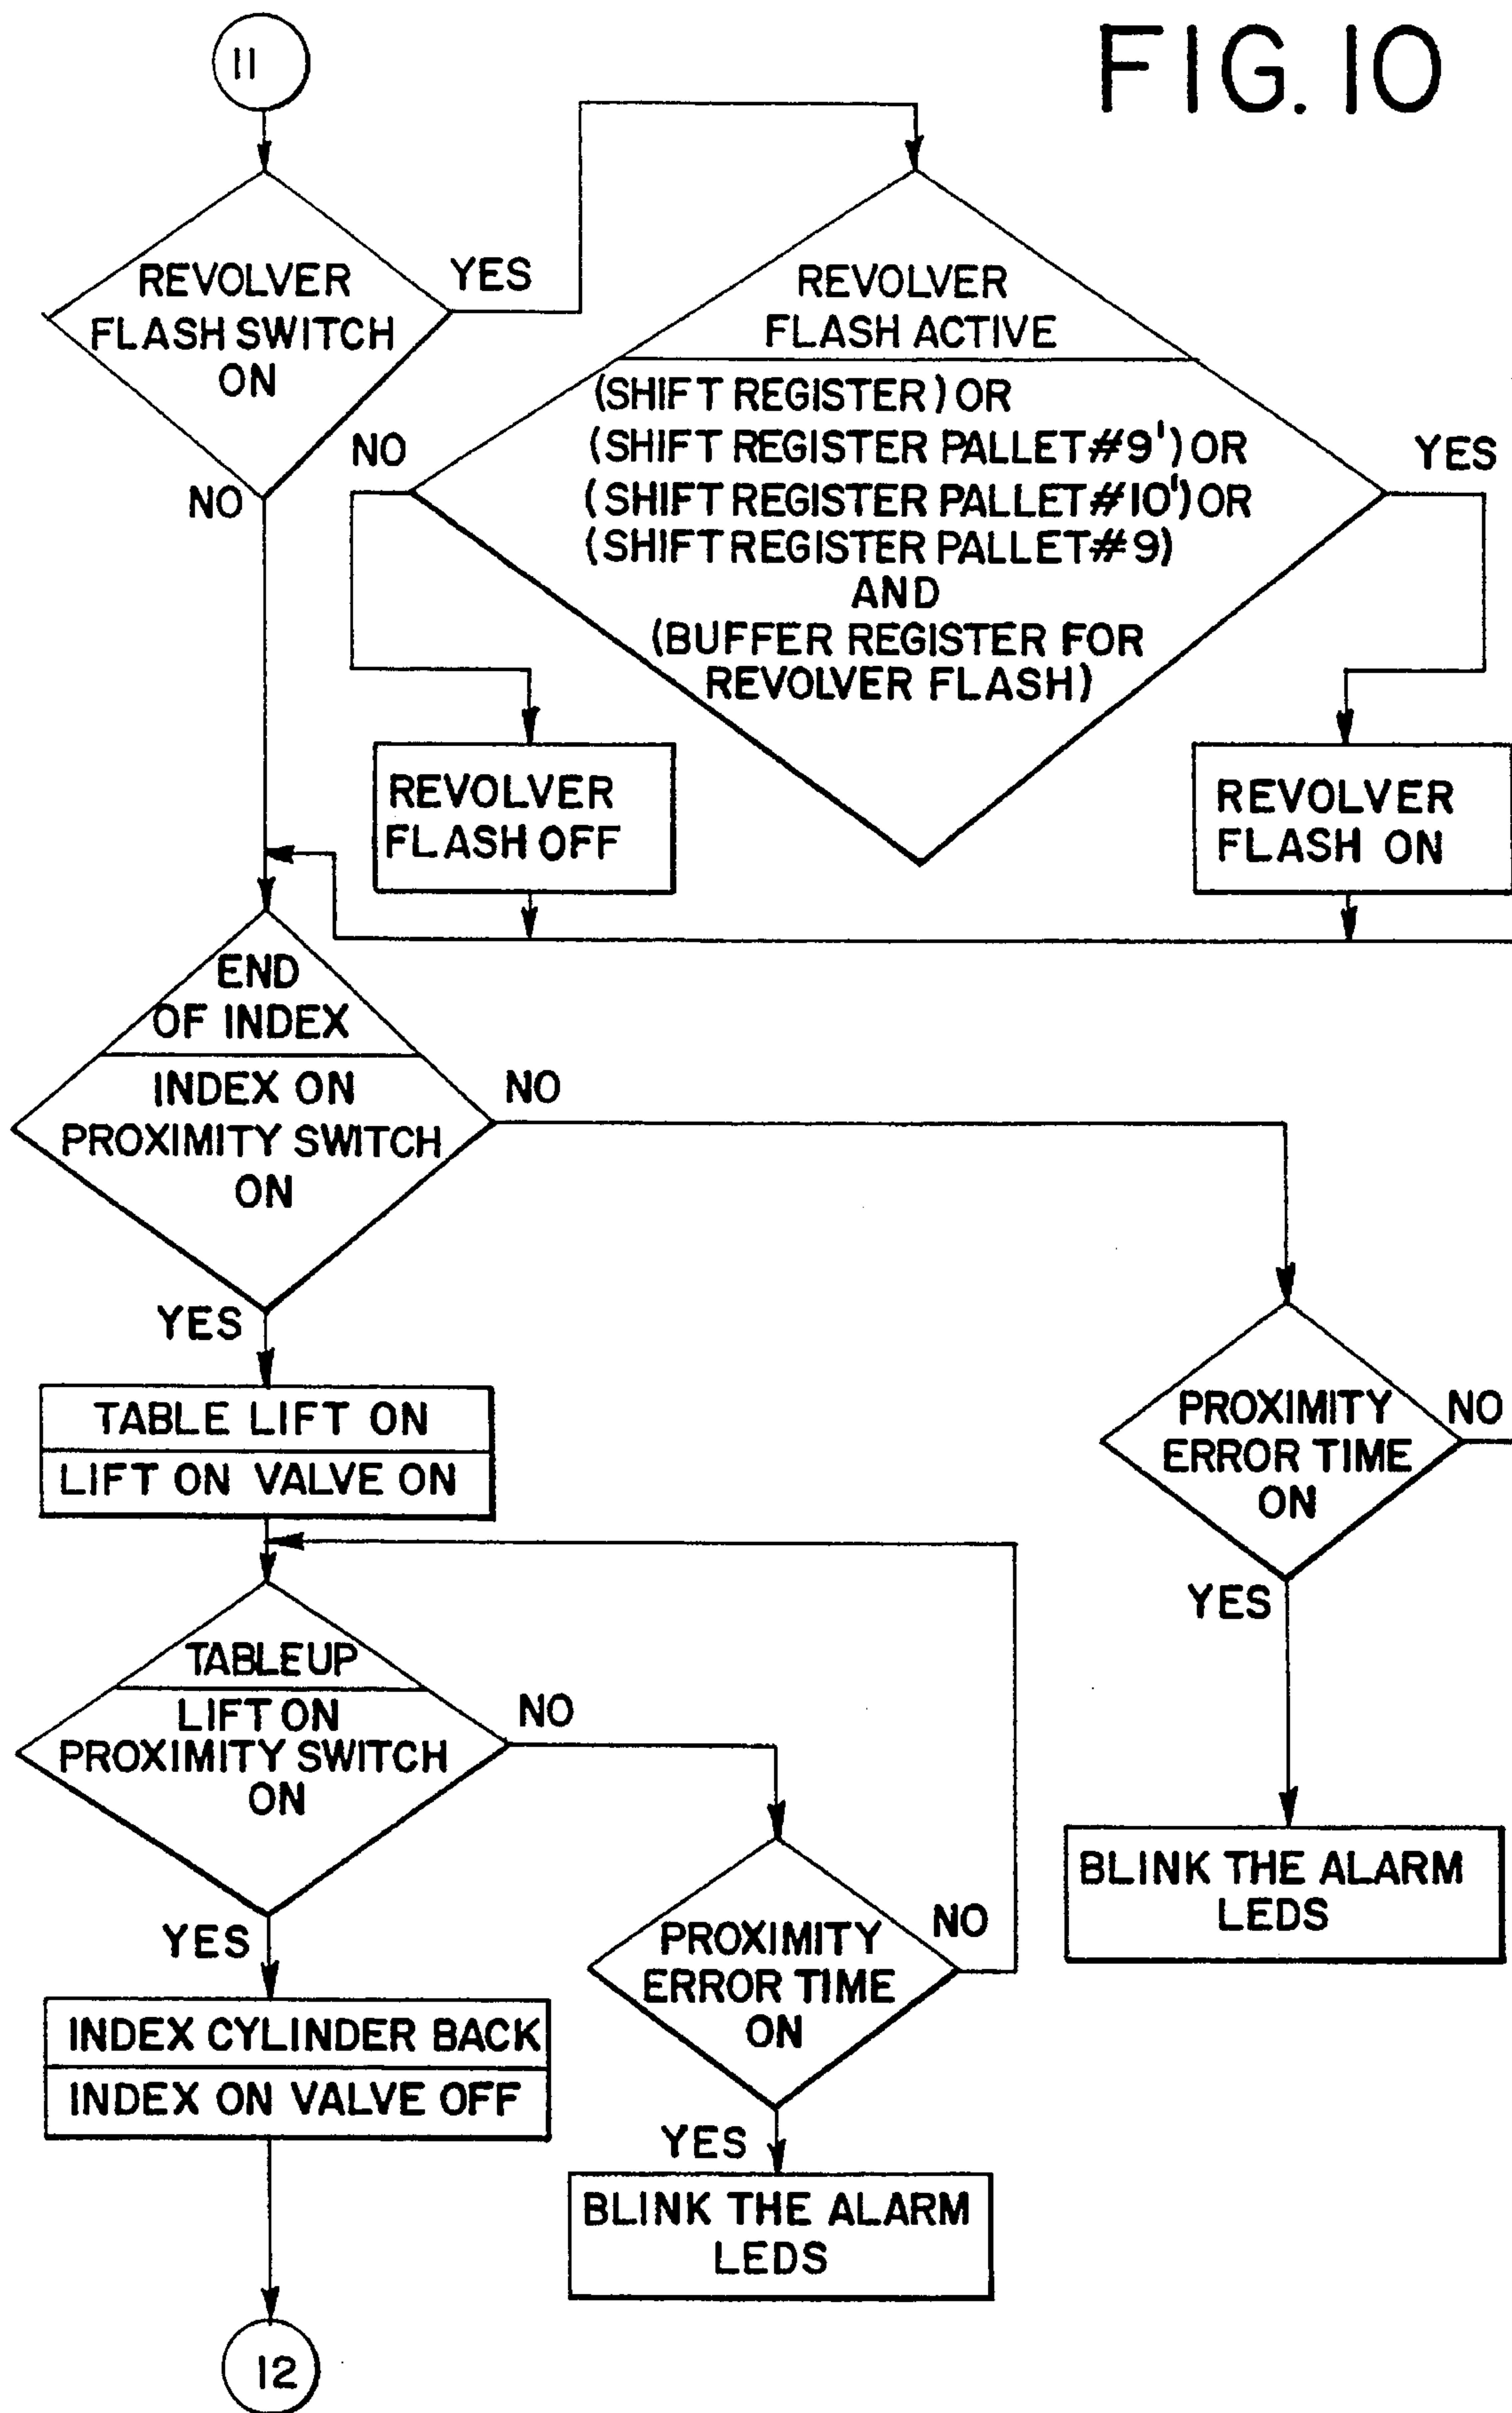 FIG. 10
11
REVOLVER
FLASH SWITCH
ON
YES
NO
REVOLVER
FLASH ACTIVE
(SHIFT REGISTER) OR
(SHIFT REGISTER PALLET #9') OR
(SHIFT REGISTER PALLET #10') OR
(SHIFT REGISTER PALLET #9)
AND
(BUFFER REGISTER FOR
REVOLVER FLASH)
NO
YES
REVOLVER
FLASH OFF
REVOLVER
FLASH ON
END
OF INDEX
INDEX ON
PROXIMITY SWITCH
ON
NO
YES
TABLE LIFT ON
LIFT ON VALVE ON
PROXIMITY
ERROR TIME
ON
NO
YES
BLINK THE ALARM
LEDS
TABLE UP
LIFT ON
PROXIMITY SWITCH
ON
NO
YES
PROXIMITY
ERROR TIME
ON
NO
YES
BLINK THE ALARM
LEDS
INDEX CYLINDER BACK
INDEX ON VALVE OFF
12